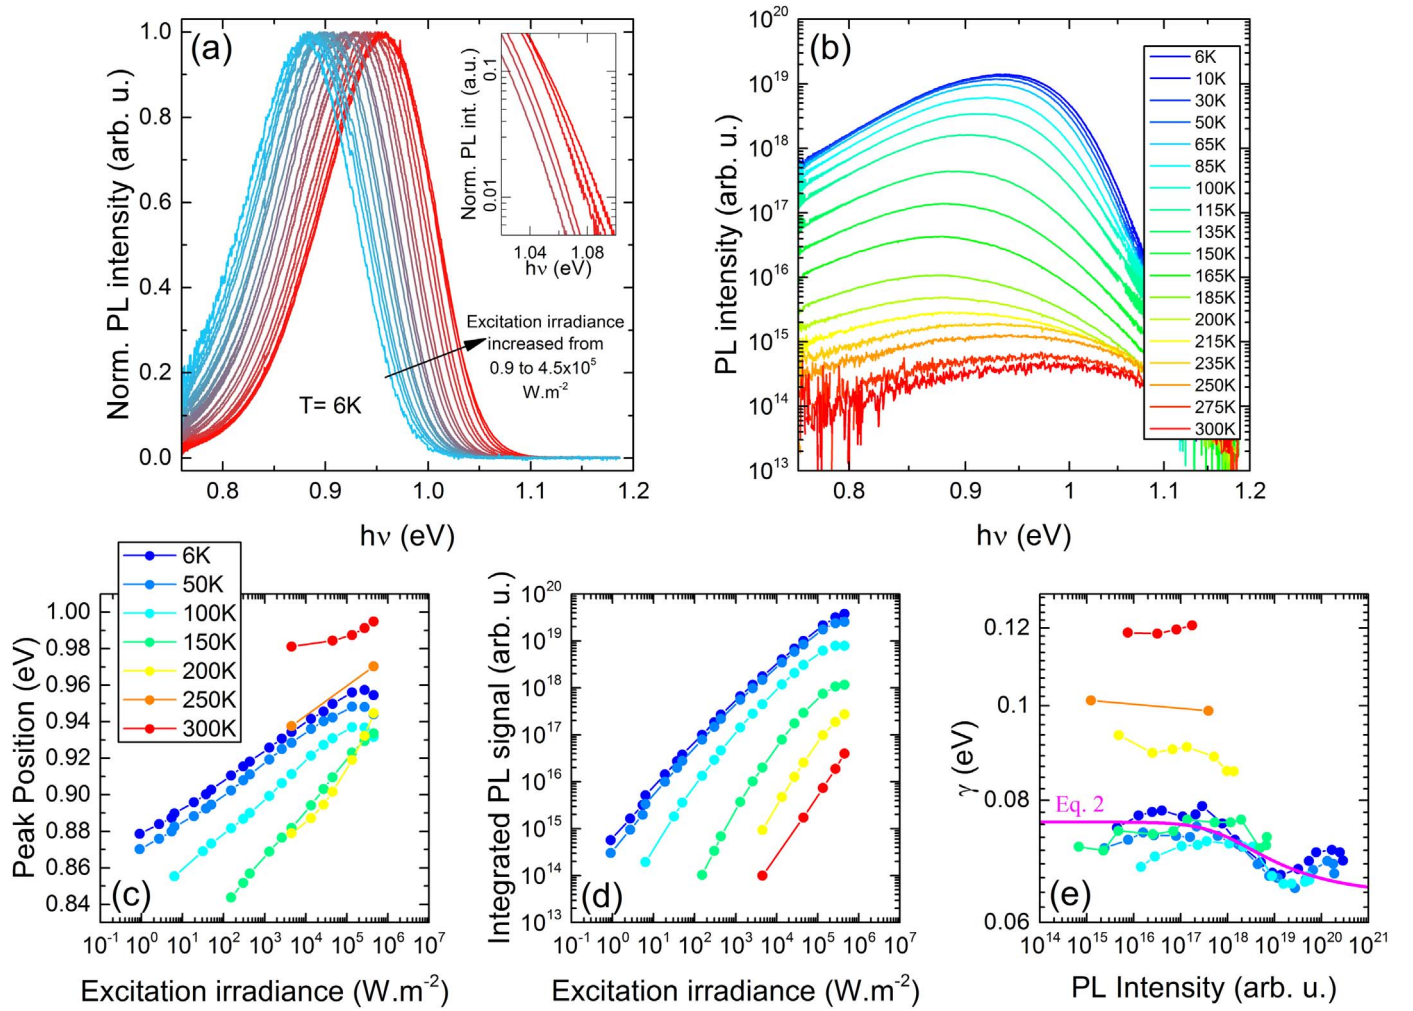 (a)
Norm. PL intensity (arb. u.)
1.0
0.8
0.6
0.4
0.2
0.0
0.8 0.9 1.0 1.1 1.2
hν (eV)
T= 6K
Excitation irradiance
increased from
0.9 to 4.5x10⁵
W.m⁻²
Norm. PL int. (a.u.)
0.1
0.01
1.04 1.08
hν (eV)
(b)
PL intensity (arb. u.)
10²⁰
10¹⁹
10¹⁸
10¹⁷
10¹⁶
10¹⁵
10¹⁴
10¹³
0.8 0.9 1 1.1 1.2
hν (eV)
6K
10K
30K
50K
65K
85K
100K
115K
135K
150K
165K
185K
200K
215K
235K
250K
275K
300K
6K
50K
100K
150K
200K
250K
300K
(c)
Peak Position (eV)
1.00
0.98
0.96
0.94
0.92
0.90
0.88
0.86
0.84
10⁻¹ 10⁰ 10¹ 10² 10³ 10⁴ 10⁵ 10⁶ 10⁷
Excitation irradiance (W.m⁻²)
(d)
Integrated PL signal (arb. u.)
10²⁰
10¹⁹
10¹⁸
10¹⁷
10¹⁶
10¹⁵
10¹⁴
10¹³
10⁻¹ 10⁰ 10¹ 10² 10³ 10⁴ 10⁵ 10⁶ 10⁷
Excitation irradiance (W.m⁻²)
(e)
γ (eV)
0.12
0.1
0.08
0.06
Eq. 2
10¹⁴ 10¹⁵ 10¹⁶ 10¹⁷ 10¹⁸ 10¹⁹ 10²⁰ 10²¹
PL Intensity (arb. u.)